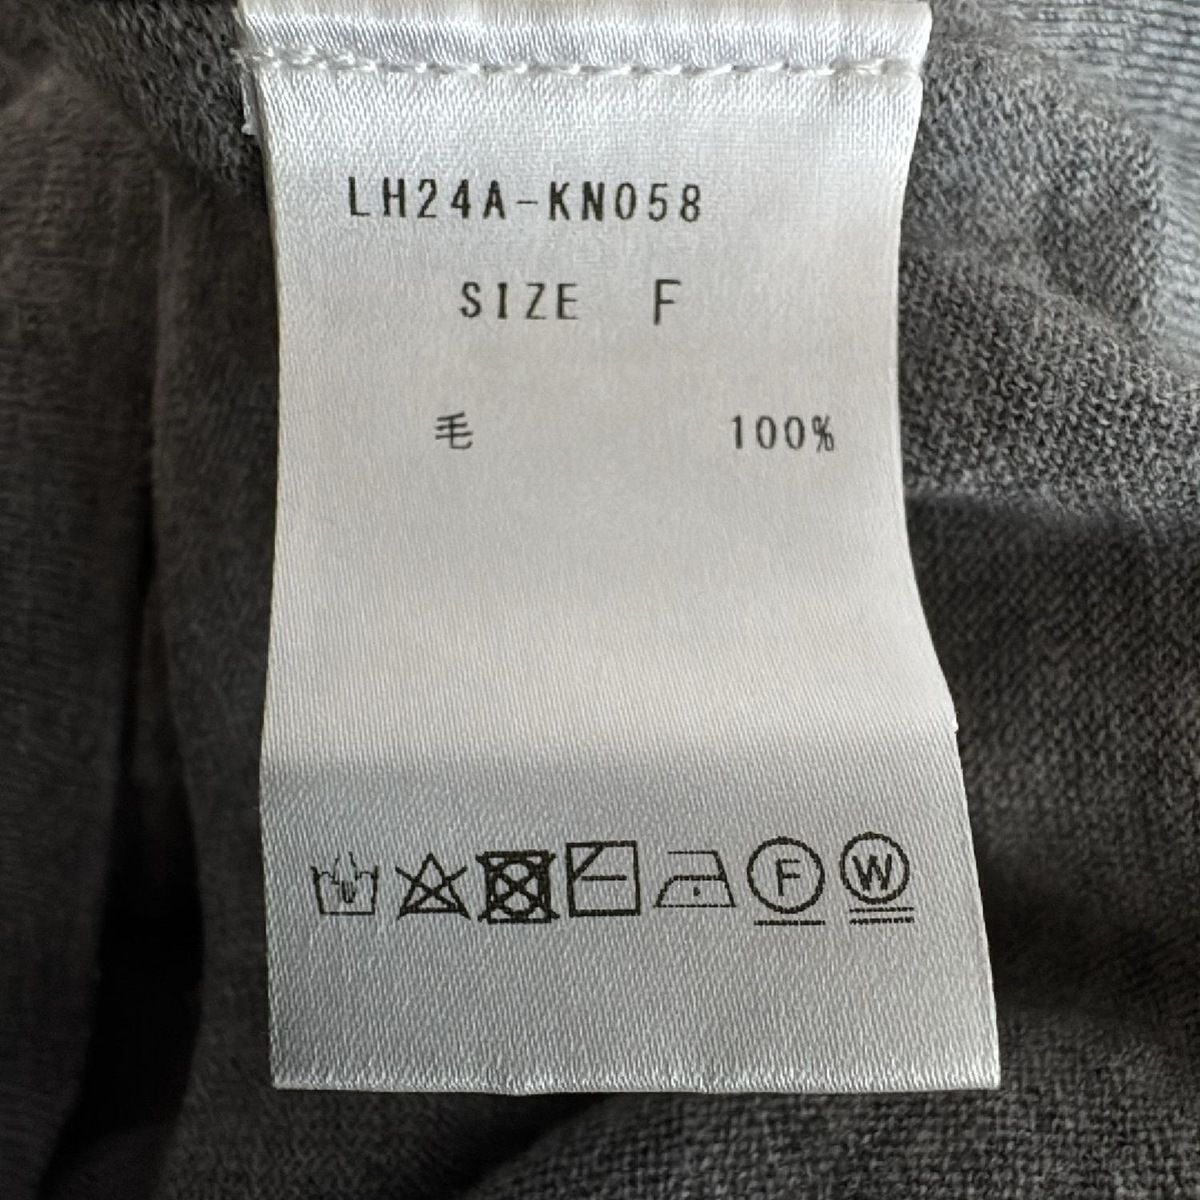 LH24A-KN058
SIZE F
毛 100%
F W